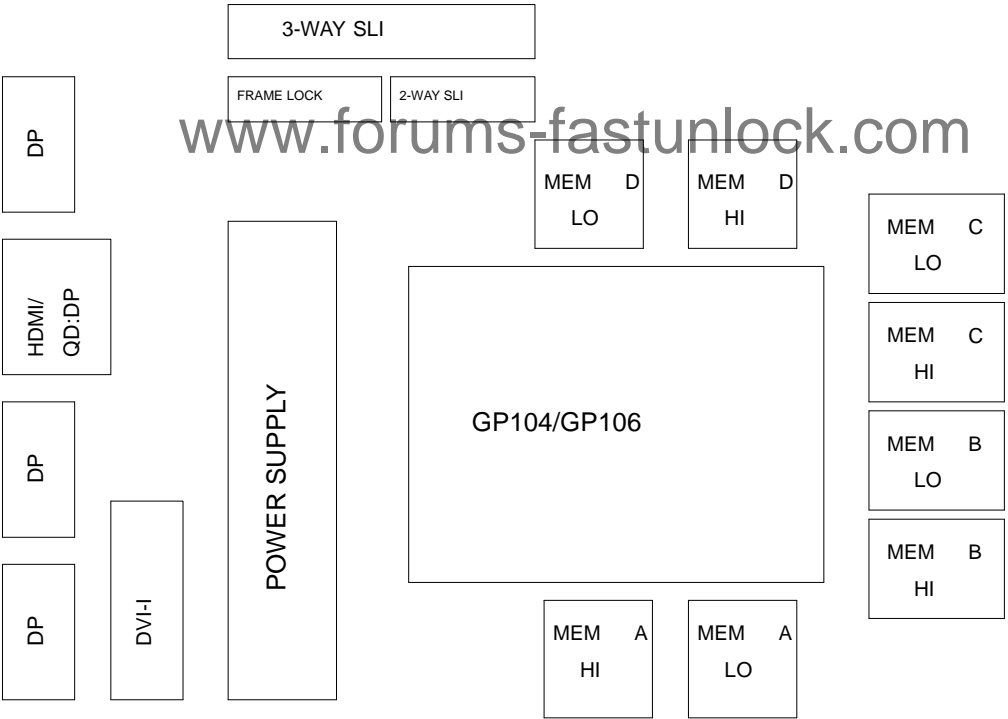 3-WAY SLI
FRAME LOCK
2-WAY SLI
www.forums-fastunlock.com
DP
HDMI/
QD:DP
DP
DP
DVI-I
POWER SUPPLY
MEM D
LO
MEM D
HI
GP104/GP106
MEM C
LO
MEM C
HI
MEM B
LO
MEM B
HI
MEM A
HI
MEM A
LO